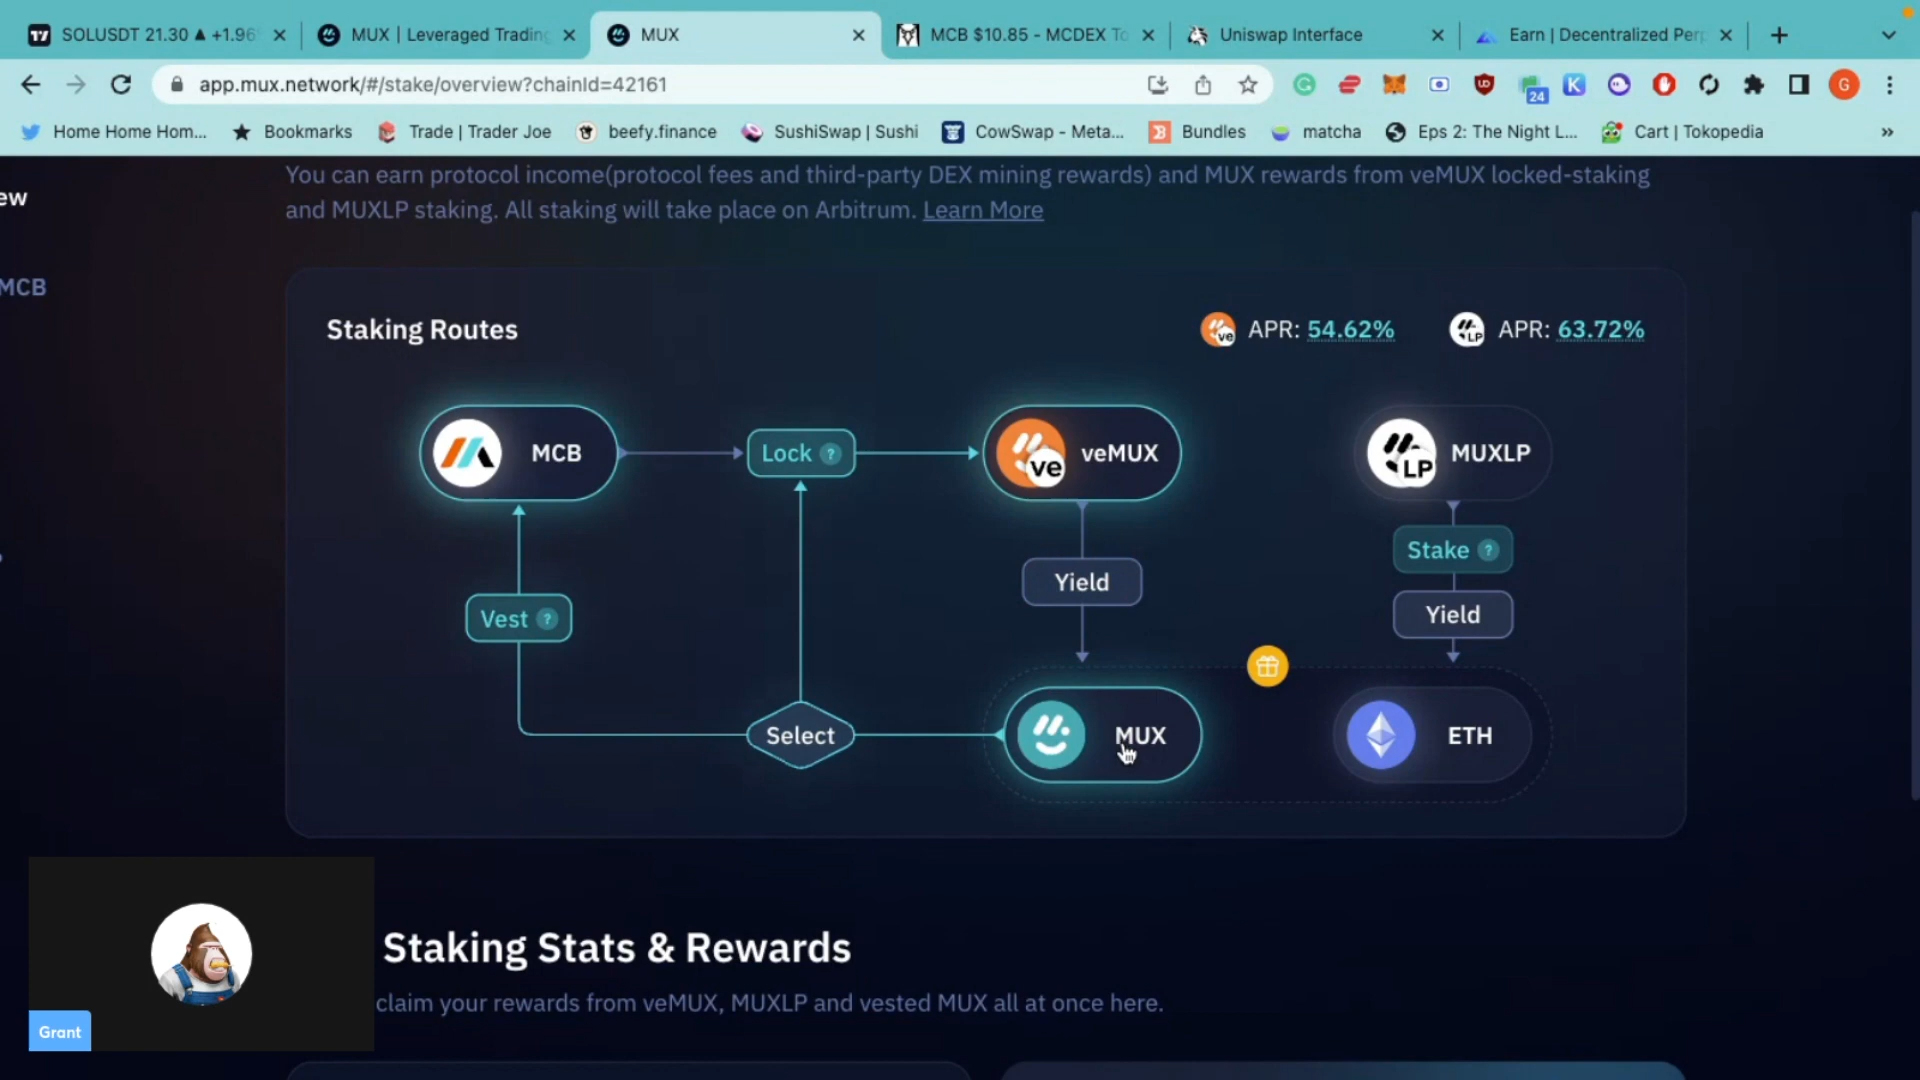 SOLUSDT 21.30 ▲ +1.96
MUX | Leveraged Trading
MUX
MCB $10.85 - MCDEX To
Uniswap Interface
Earn | Decentralized Perp
app.mux.network/#/stake/overview?chainId=42161
24
G
Home Home Hom...
Bookmarks
Trade | Trader Joe
beefy.finance
SushiSwap | Sushi
CowSwap - Meta...
Bundles
matcha
Eps 2: The Night L...
Cart | Tokopedia
»
ew
MCB
You can earn protocol income(protocol fees and third-party DEX mining rewards) and MUX rewards from veMUX locked-staking
and MUXLP staking. All staking will take place on Arbitrum. Learn More
Staking Routes
ve APR: 54.62%
LP APR: 63.72%
MCB
Lock ?
ve veMUX
LP MUXLP
Stake ?
Yield
Yield
Vest ?
Select
MUX
ETH
Staking Stats & Rewards
claim your rewards from veMUX, MUXLP and vested MUX all at once here.
Grant